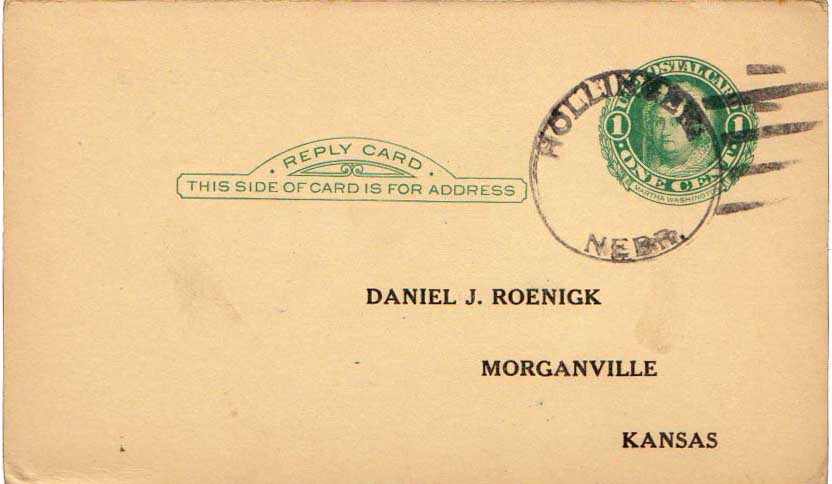 U.S. POSTAL CARD
1 1
· ONE CENT ·
MARTHA WASHINGTON
HOLLINGER
NEBR.
· REPLY CARD ·
THIS SIDE OF CARD IS FOR ADDRESS
DANIEL J. ROENIGK
MORGANVILLE
KANSAS